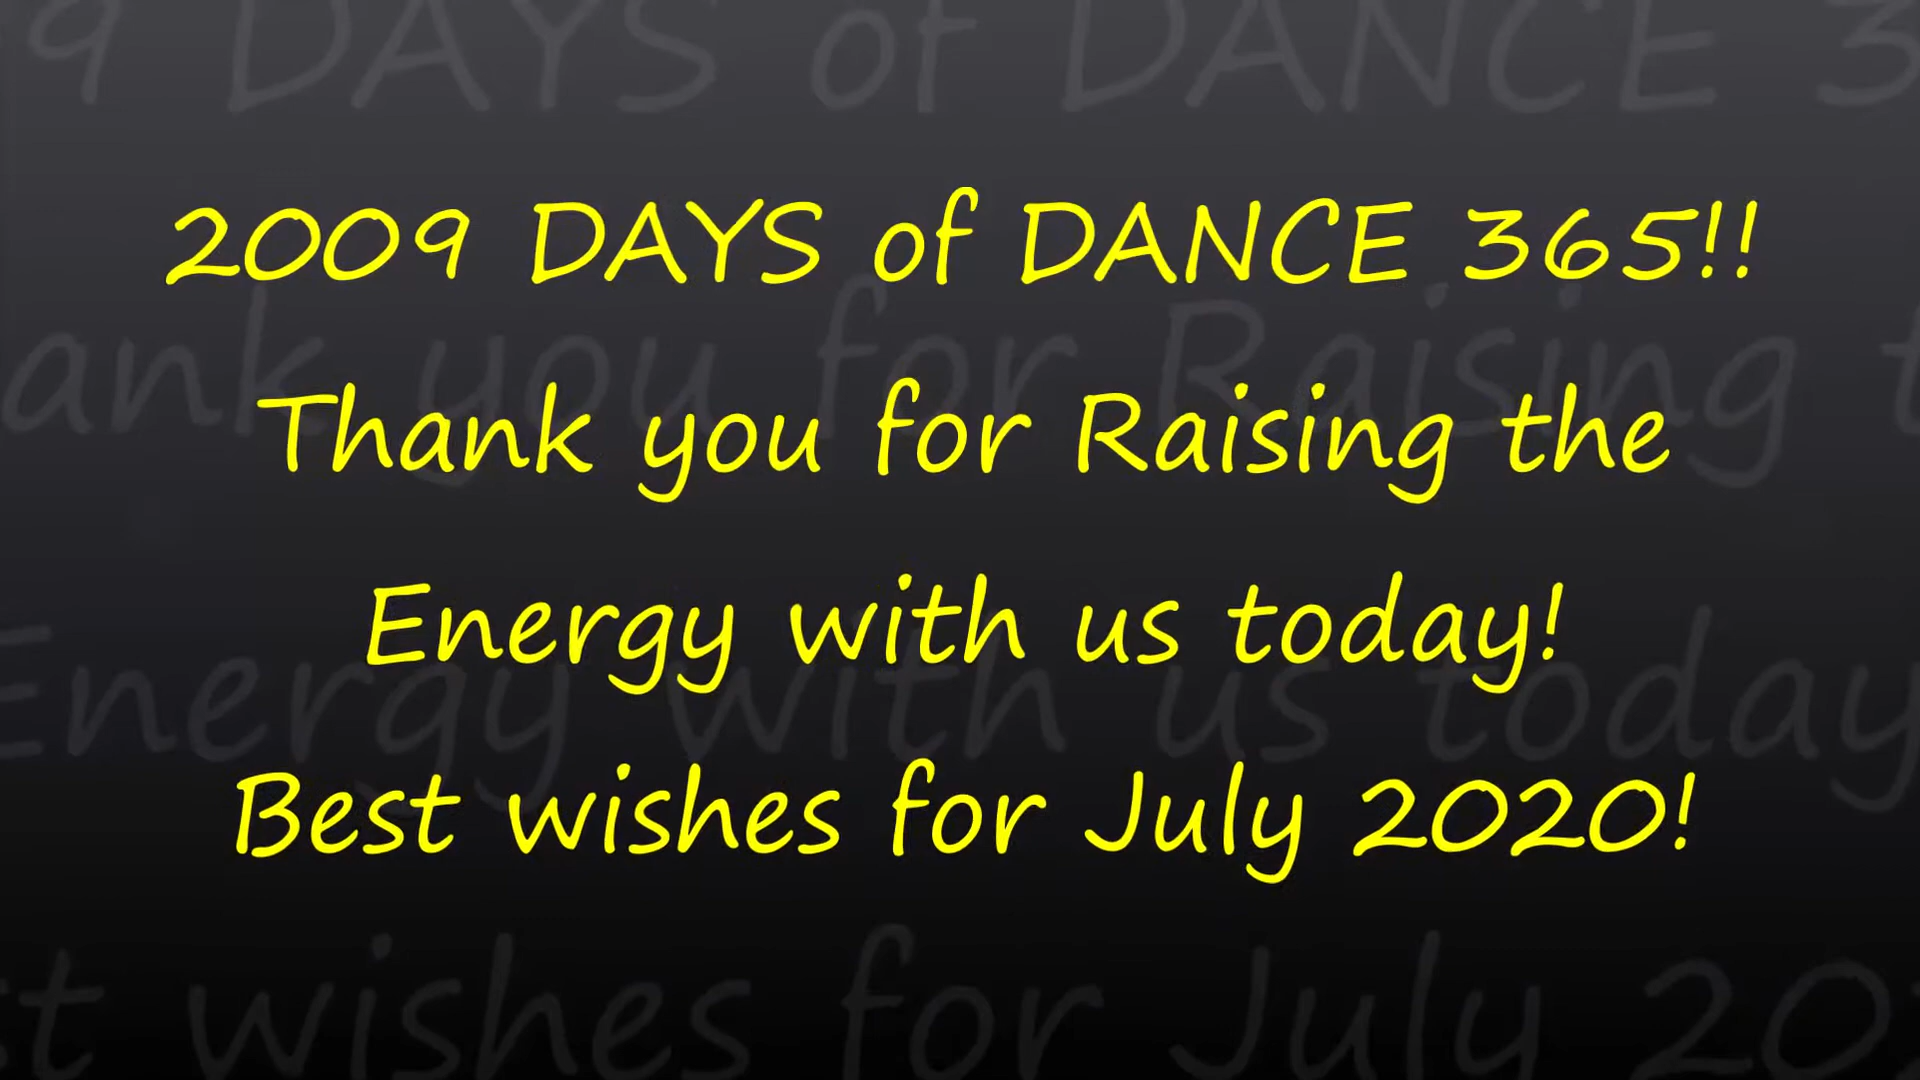 2009 DAYS of DANCE 365!!
Thank you for Raising the
Energy with us today!
Best wishes for July 2020!